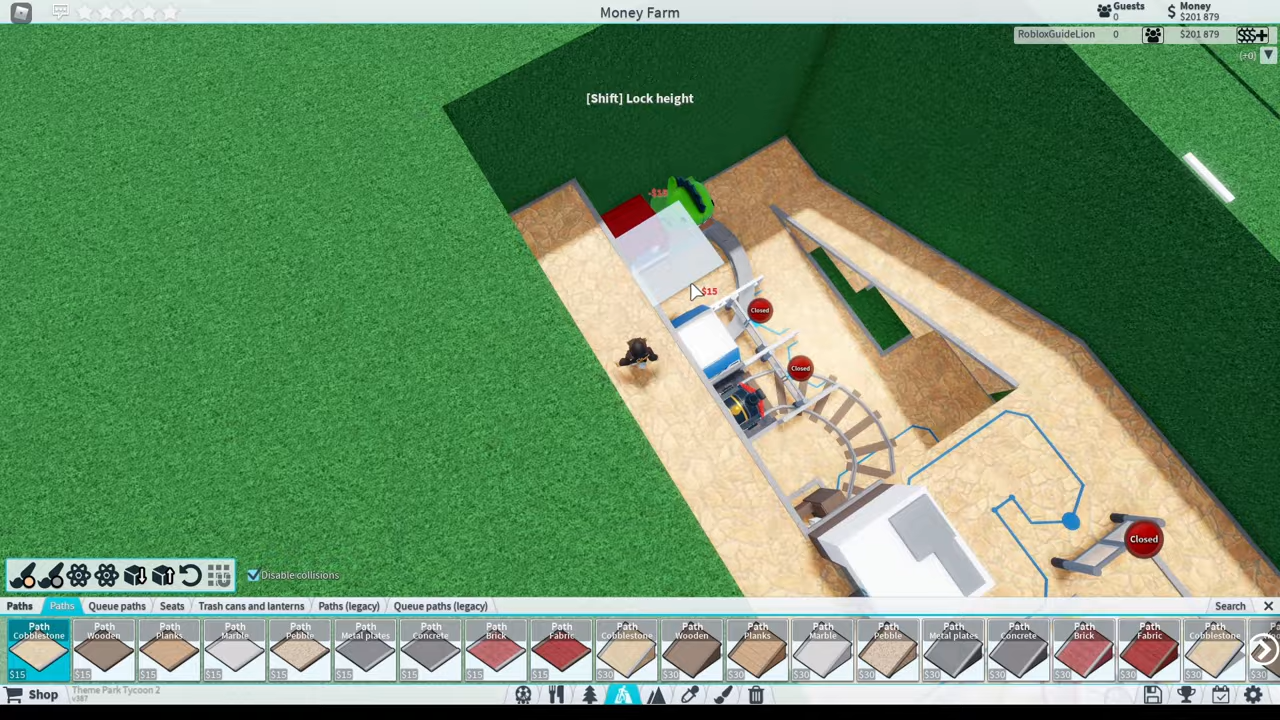 Money Farm
Guests
0
Money
$201 879
RobloxGuideLion 0 $201 879
(+0)
[Shift] Lock height
-$15
-$15
Closed
Closed
Closed
Disable collisions
Paths Paths Queue paths Seats Trash cans and lanterns Paths (legacy) Queue paths (legacy) Search
Path Cobblestone $15
Path Wooden $15
Path Planks $15
Path Marble $15
Path Pebble $15
Path Metal plates $15
Path Concrete $15
Path Brick $15
Path Fabric $15
Path Cobblestone $30
Path Wooden $30
Path Planks $30
Path Marble $30
Path Pebble $30
Path Metal plates $30
Path Concrete $30
Path Brick $30
Path Fabric $30
Path Cobblestone $30
Shop
Theme Park Tycoon 2
v387